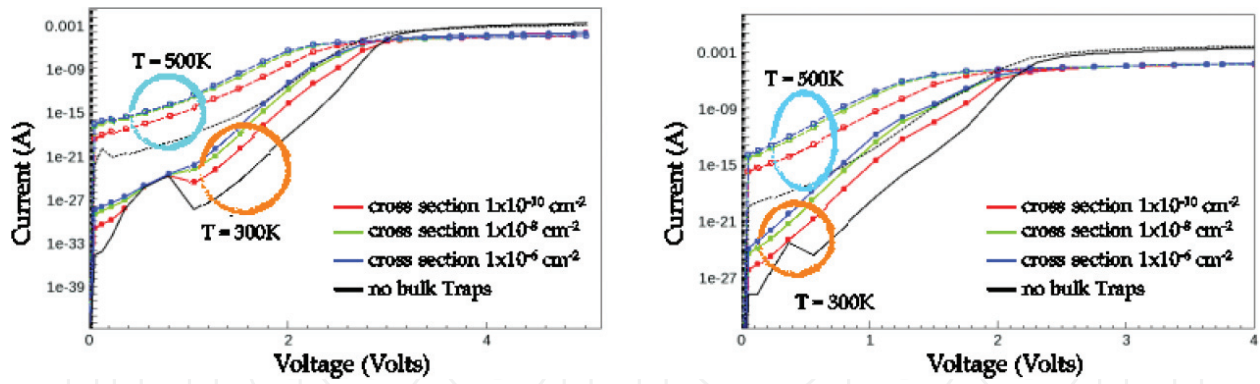 0.001
1e-09
1e-15
1e-21
1e-27
1e-33
1e-39
Current (A)
T = 500K
T = 300K
cross section 1x10⁻¹⁰ cm⁻²
cross section 1x10⁻⁸ cm⁻²
cross section 1x10⁻⁶ cm⁻²
no bulk Traps
0 2 4
Voltage (Volts)
0.001
1e-09
1e-15
1e-21
1e-27
Current (A)
T = 500K
T = 300K
cross section 1x10⁻¹⁰ cm⁻²
cross section 1x10⁻⁸ cm⁻²
cross section 1x10⁻⁶ cm⁻²
no bulk Traps
0 1 2 3 4
Voltage (Volts)